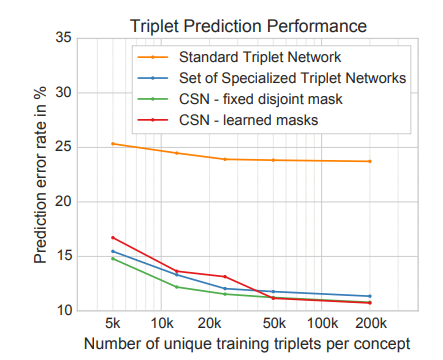 Triplet Prediction Performance
Prediction error rate in %
35
30
25
20
15
10
Standard Triplet Network
Set of Specialized Triplet Networks
CSN - fixed disjoint mask
CSN - learned masks
5k 10k 20k 50k 100k 200k
Number of unique training triplets per concept